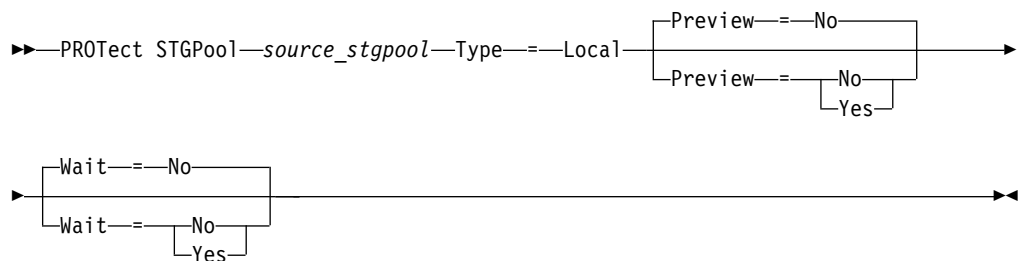 Preview = No
PROTect STGPool source_stgpool Type = Local
Preview = No
Yes
Wait = No
Wait = No
Yes